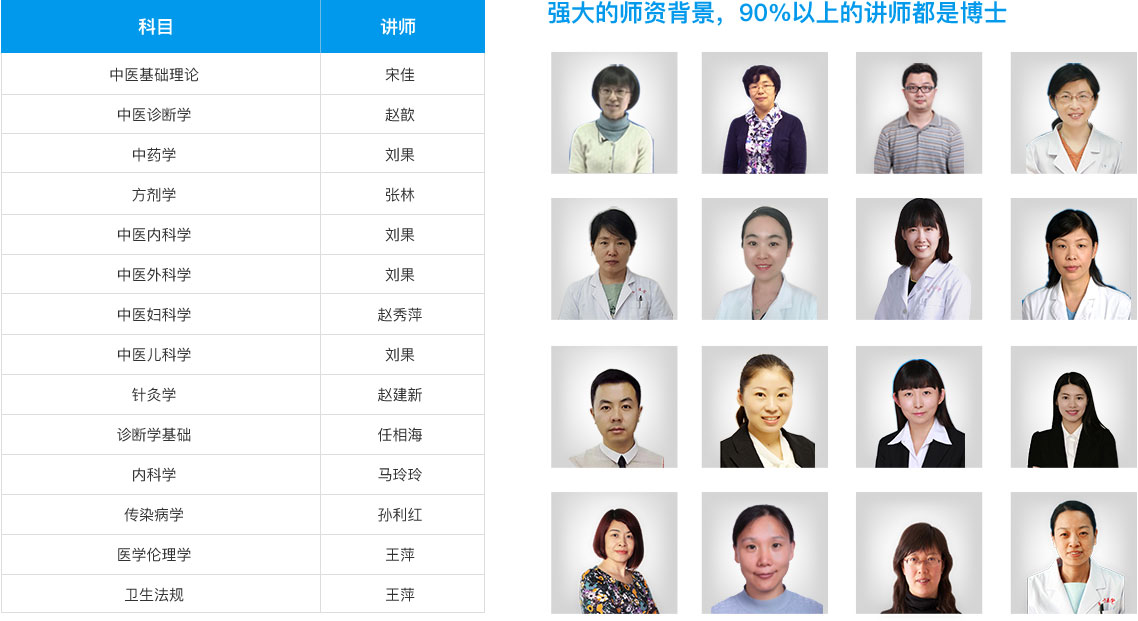 科目 讲师
中医基础理论 宋佳
中医诊断学 赵歆
中药学 刘果
方剂学 张林
中医内科学 刘果
中医外科学 刘果
中医妇科学 赵秀萍
中医儿科学 刘果
针灸学 赵建新
诊断学基础 任相海
内科学 马玲玲
传染病学 孙利红
医学伦理学 王萍
卫生法规 王萍
强大的师资背景，90%以上的讲师都是博士